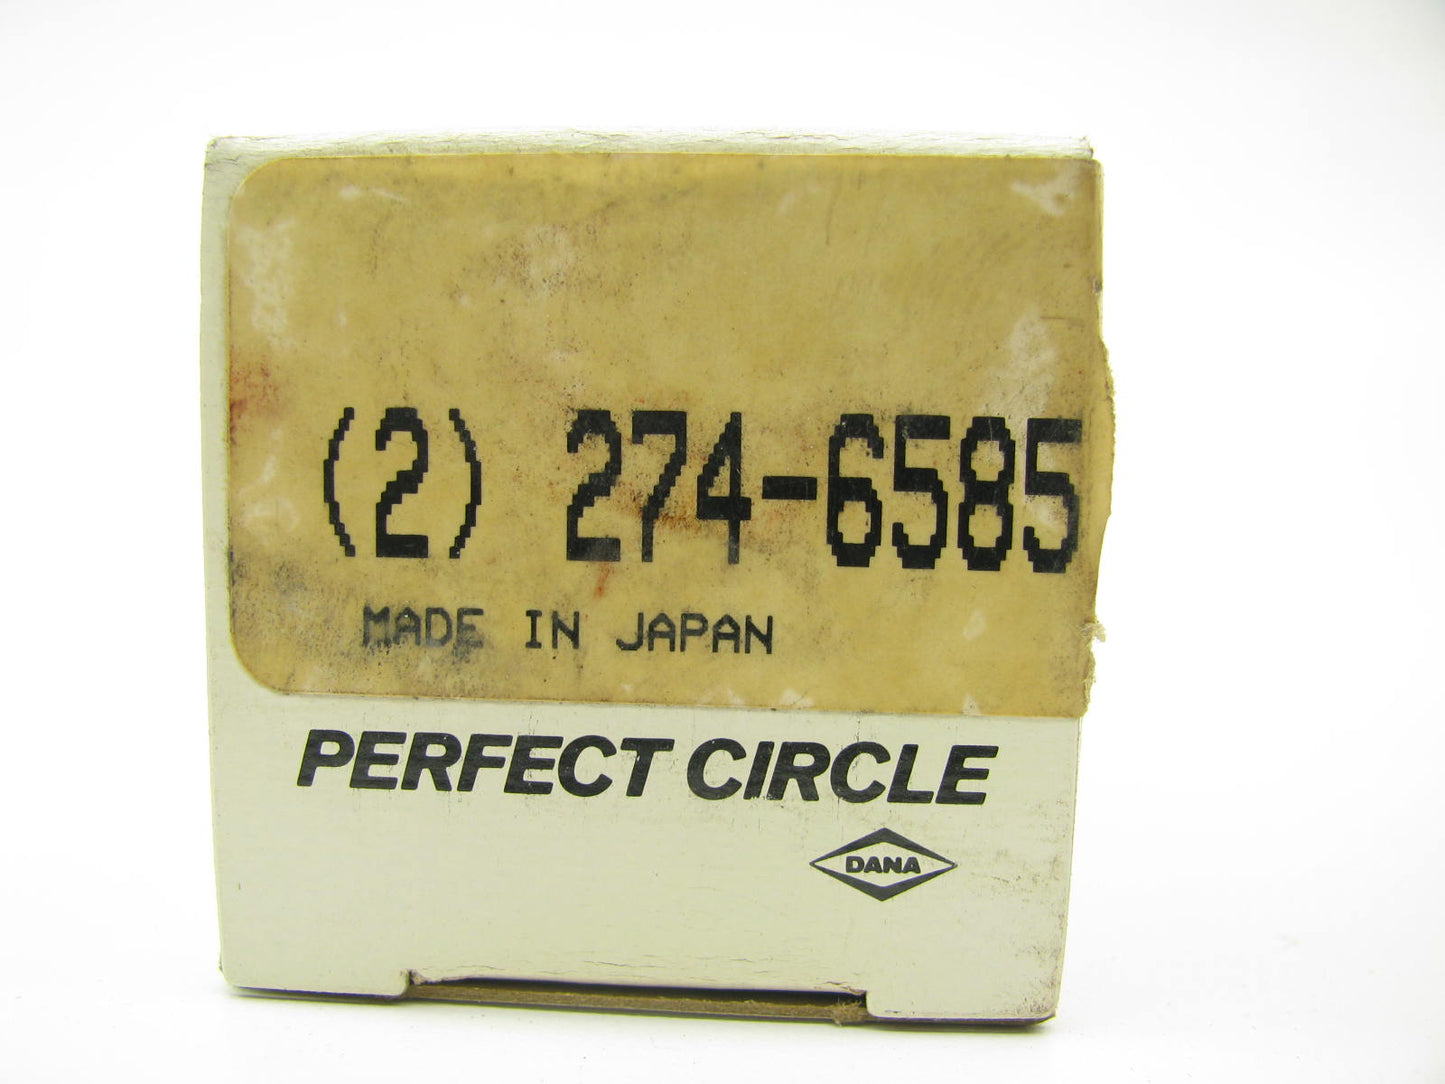 (2) 274-6585
MADE IN JAPAN
PERFECT CIRCLE
DANA